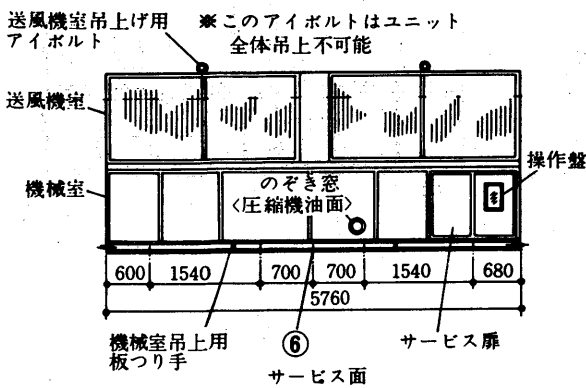 送風機室吊上げ用
アイボルト
※このアイボルトはユニット
全体吊上不可能
送風機室
機械室
のぞき窓
<圧縮機油面>
操作盤
600
1540
700
700
1540
680
5760
機械室吊上用
板つり手
⑥
サービス扉
サービス面